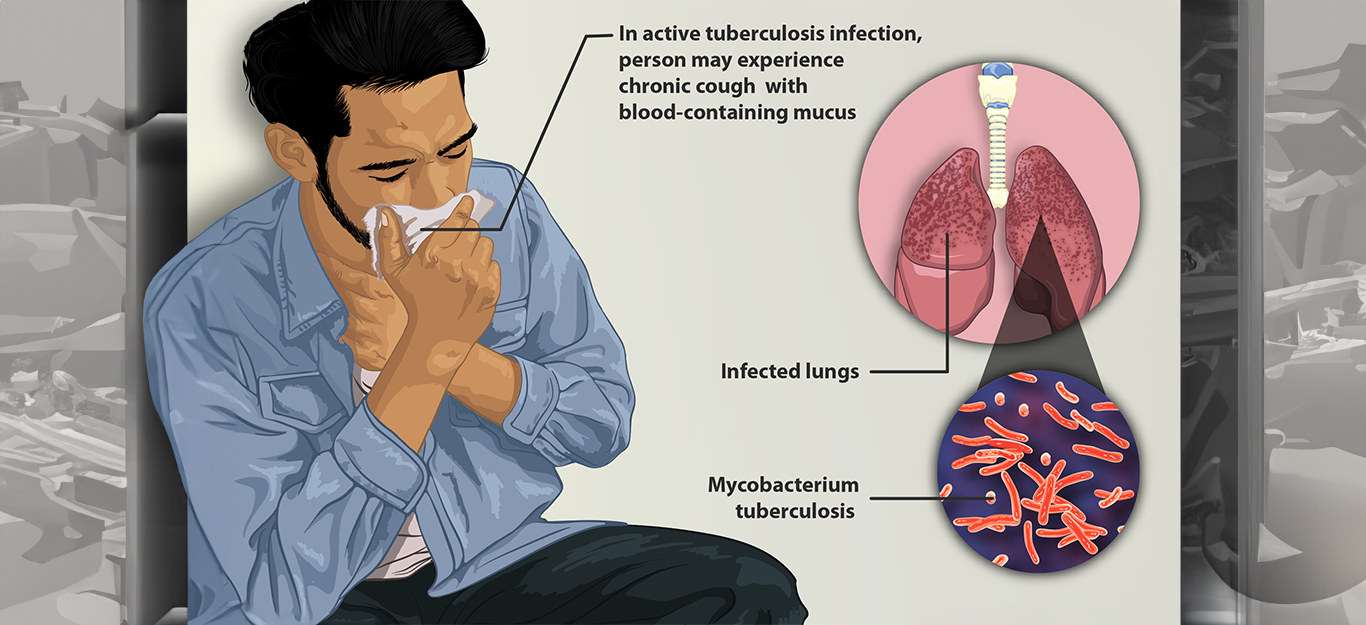 In active tuberculosis infection,
person may experience
chronic cough  with
blood-containing mucus
Infected lungs
Mycobacterium
tuberculosis